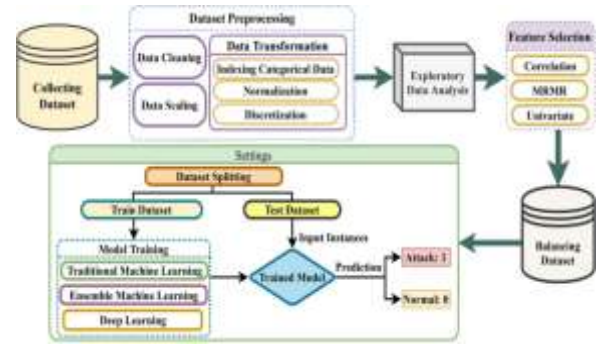 Dataset Preprocessing
Collecting
Dataset
Data Cleaning
Data Scaling
Data Transformation
Indexing Categorical Data
Normalization
Discretization
Exploratory
Data Analysis
Feature Selection
Correlation
MRMR
Univariate
Balancing
Dataset
Settings
Dataset Splitting
Train Dataset
Test Dataset
Input Instances
Model Training
Traditional Machine Learning
Ensemble Machine Learning
Deep Learning
Trained Model
Prediction
Attack: 1
Normal: 0